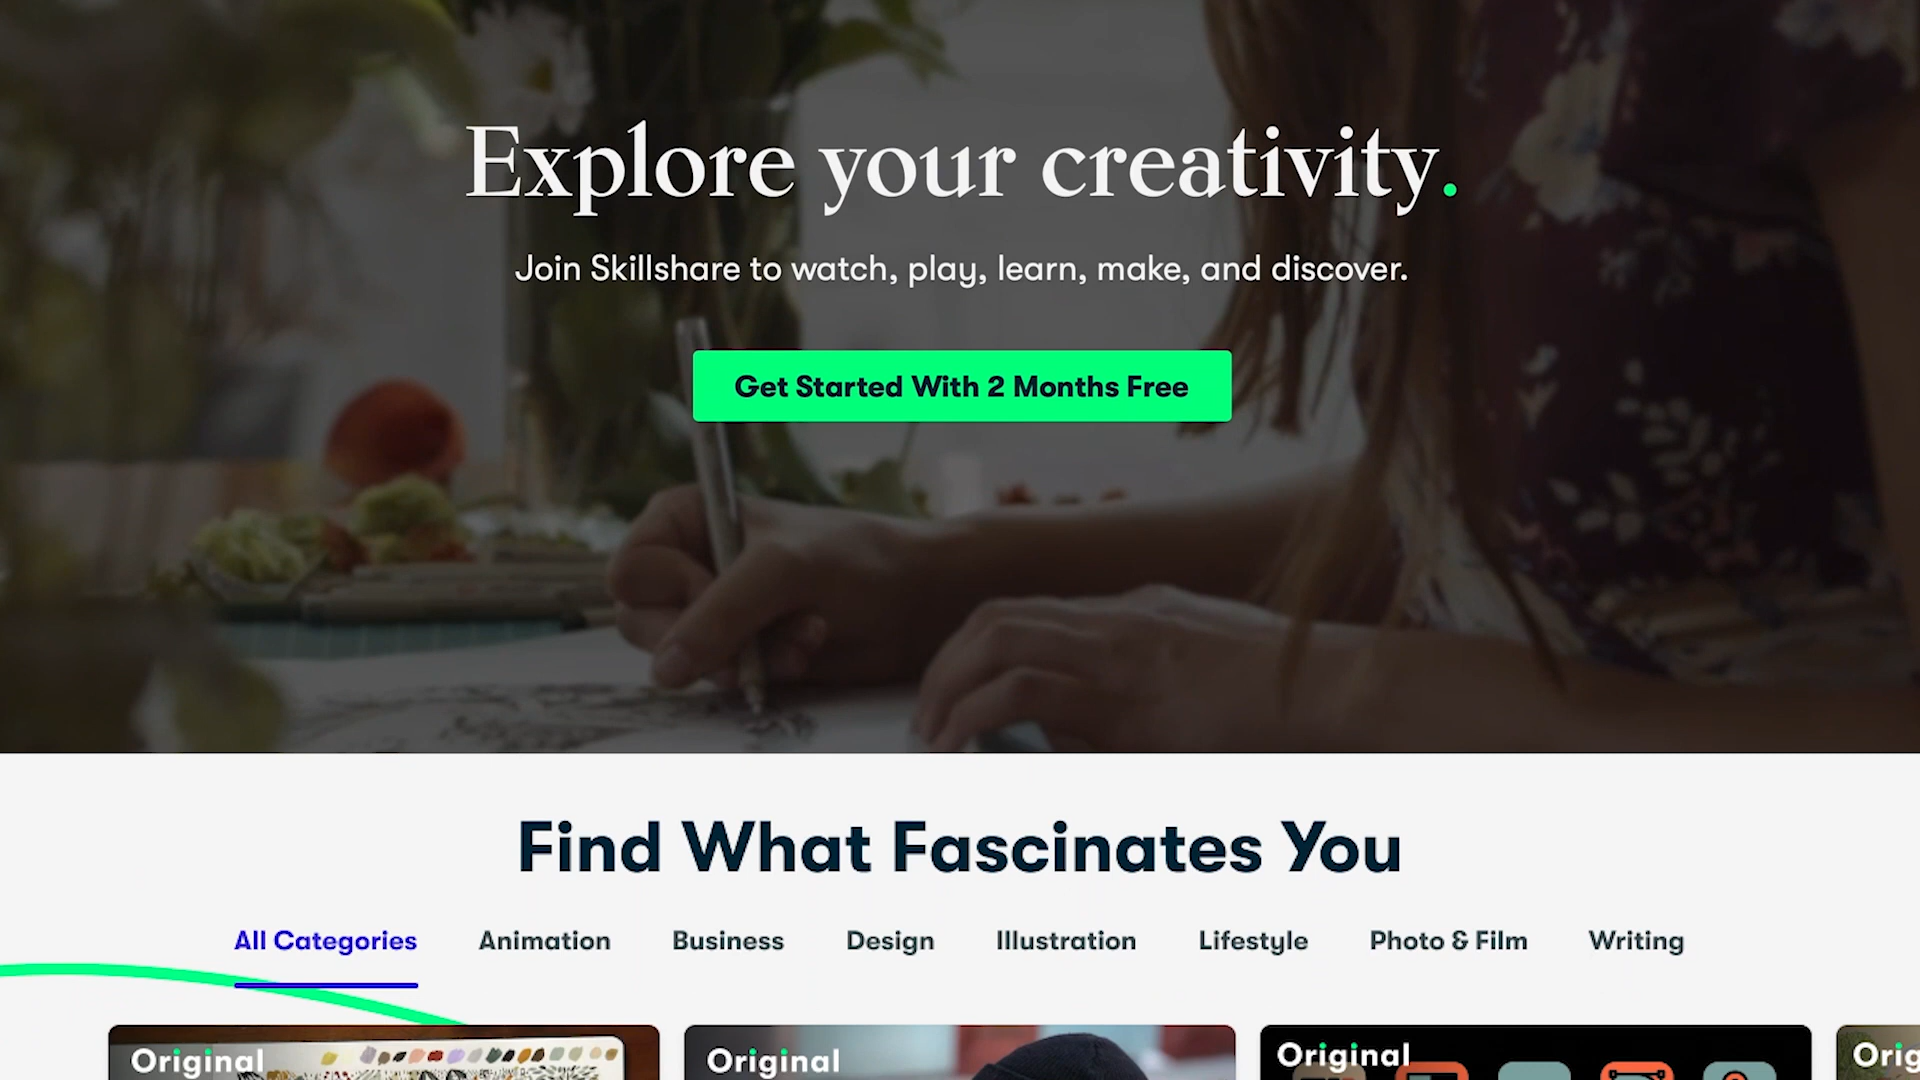 Explore your creativity.
Join Skillshare to watch, play, learn, make, and discover.
Get Started With 2 Months Free
Find What Fascinates You
All Categories Animation Business Design Illustration Lifestyle Photo & Film Writing
Original Original Original Orig